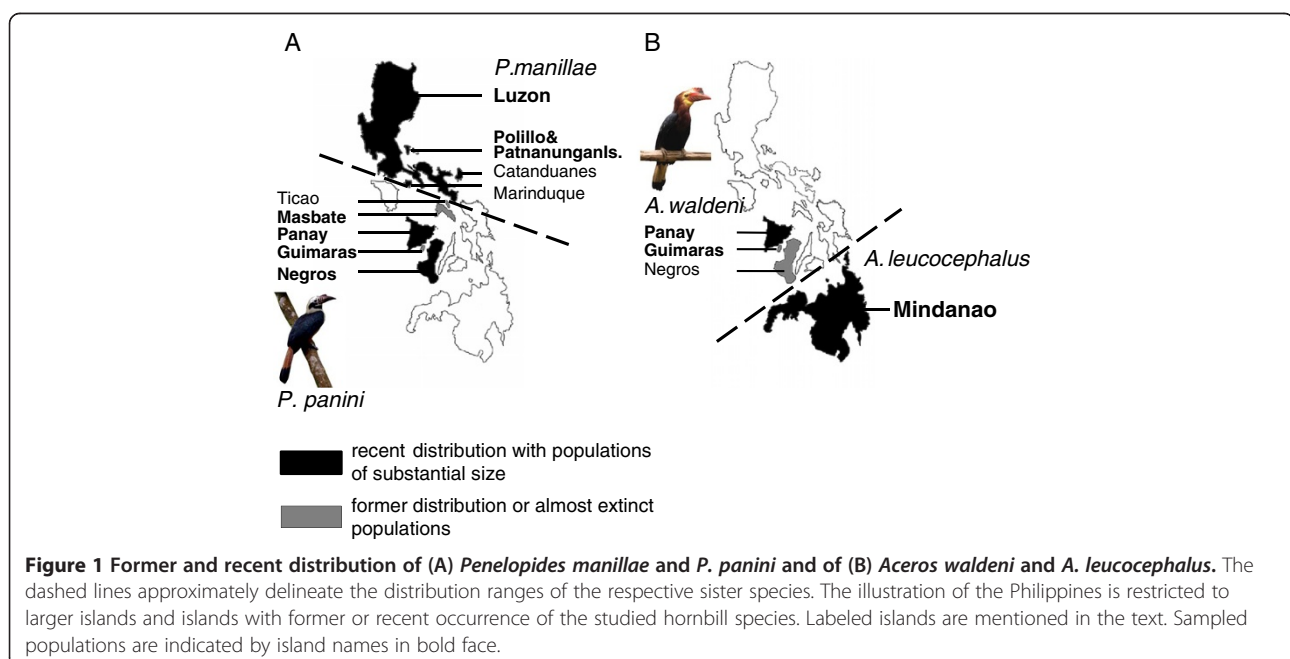 A
P.manillae
Luzon
Polillo&
PatnanunganIs.
Catanduanes
Marinduque
Ticao
Masbate
Panay
Guimaras
Negros
P. panini
B
A. waldeni
Panay
Guimaras
Negros
A. leucocephalus
Mindanao
recent distribution with populations
of substantial size
former distribution or almost extinct
populations
Figure 1 Former and recent distribution of (A) Penelopides manillae and P. panini and of (B) Aceros waldeni and A. leucocephalus. The
dashed lines approximately delineate the distribution ranges of the respective sister species. The illustration of the Philippines is restricted to
larger islands and islands with former or recent occurrence of the studied hornbill species. Labeled islands are mentioned in the text. Sampled
populations are indicated by island names in bold face.